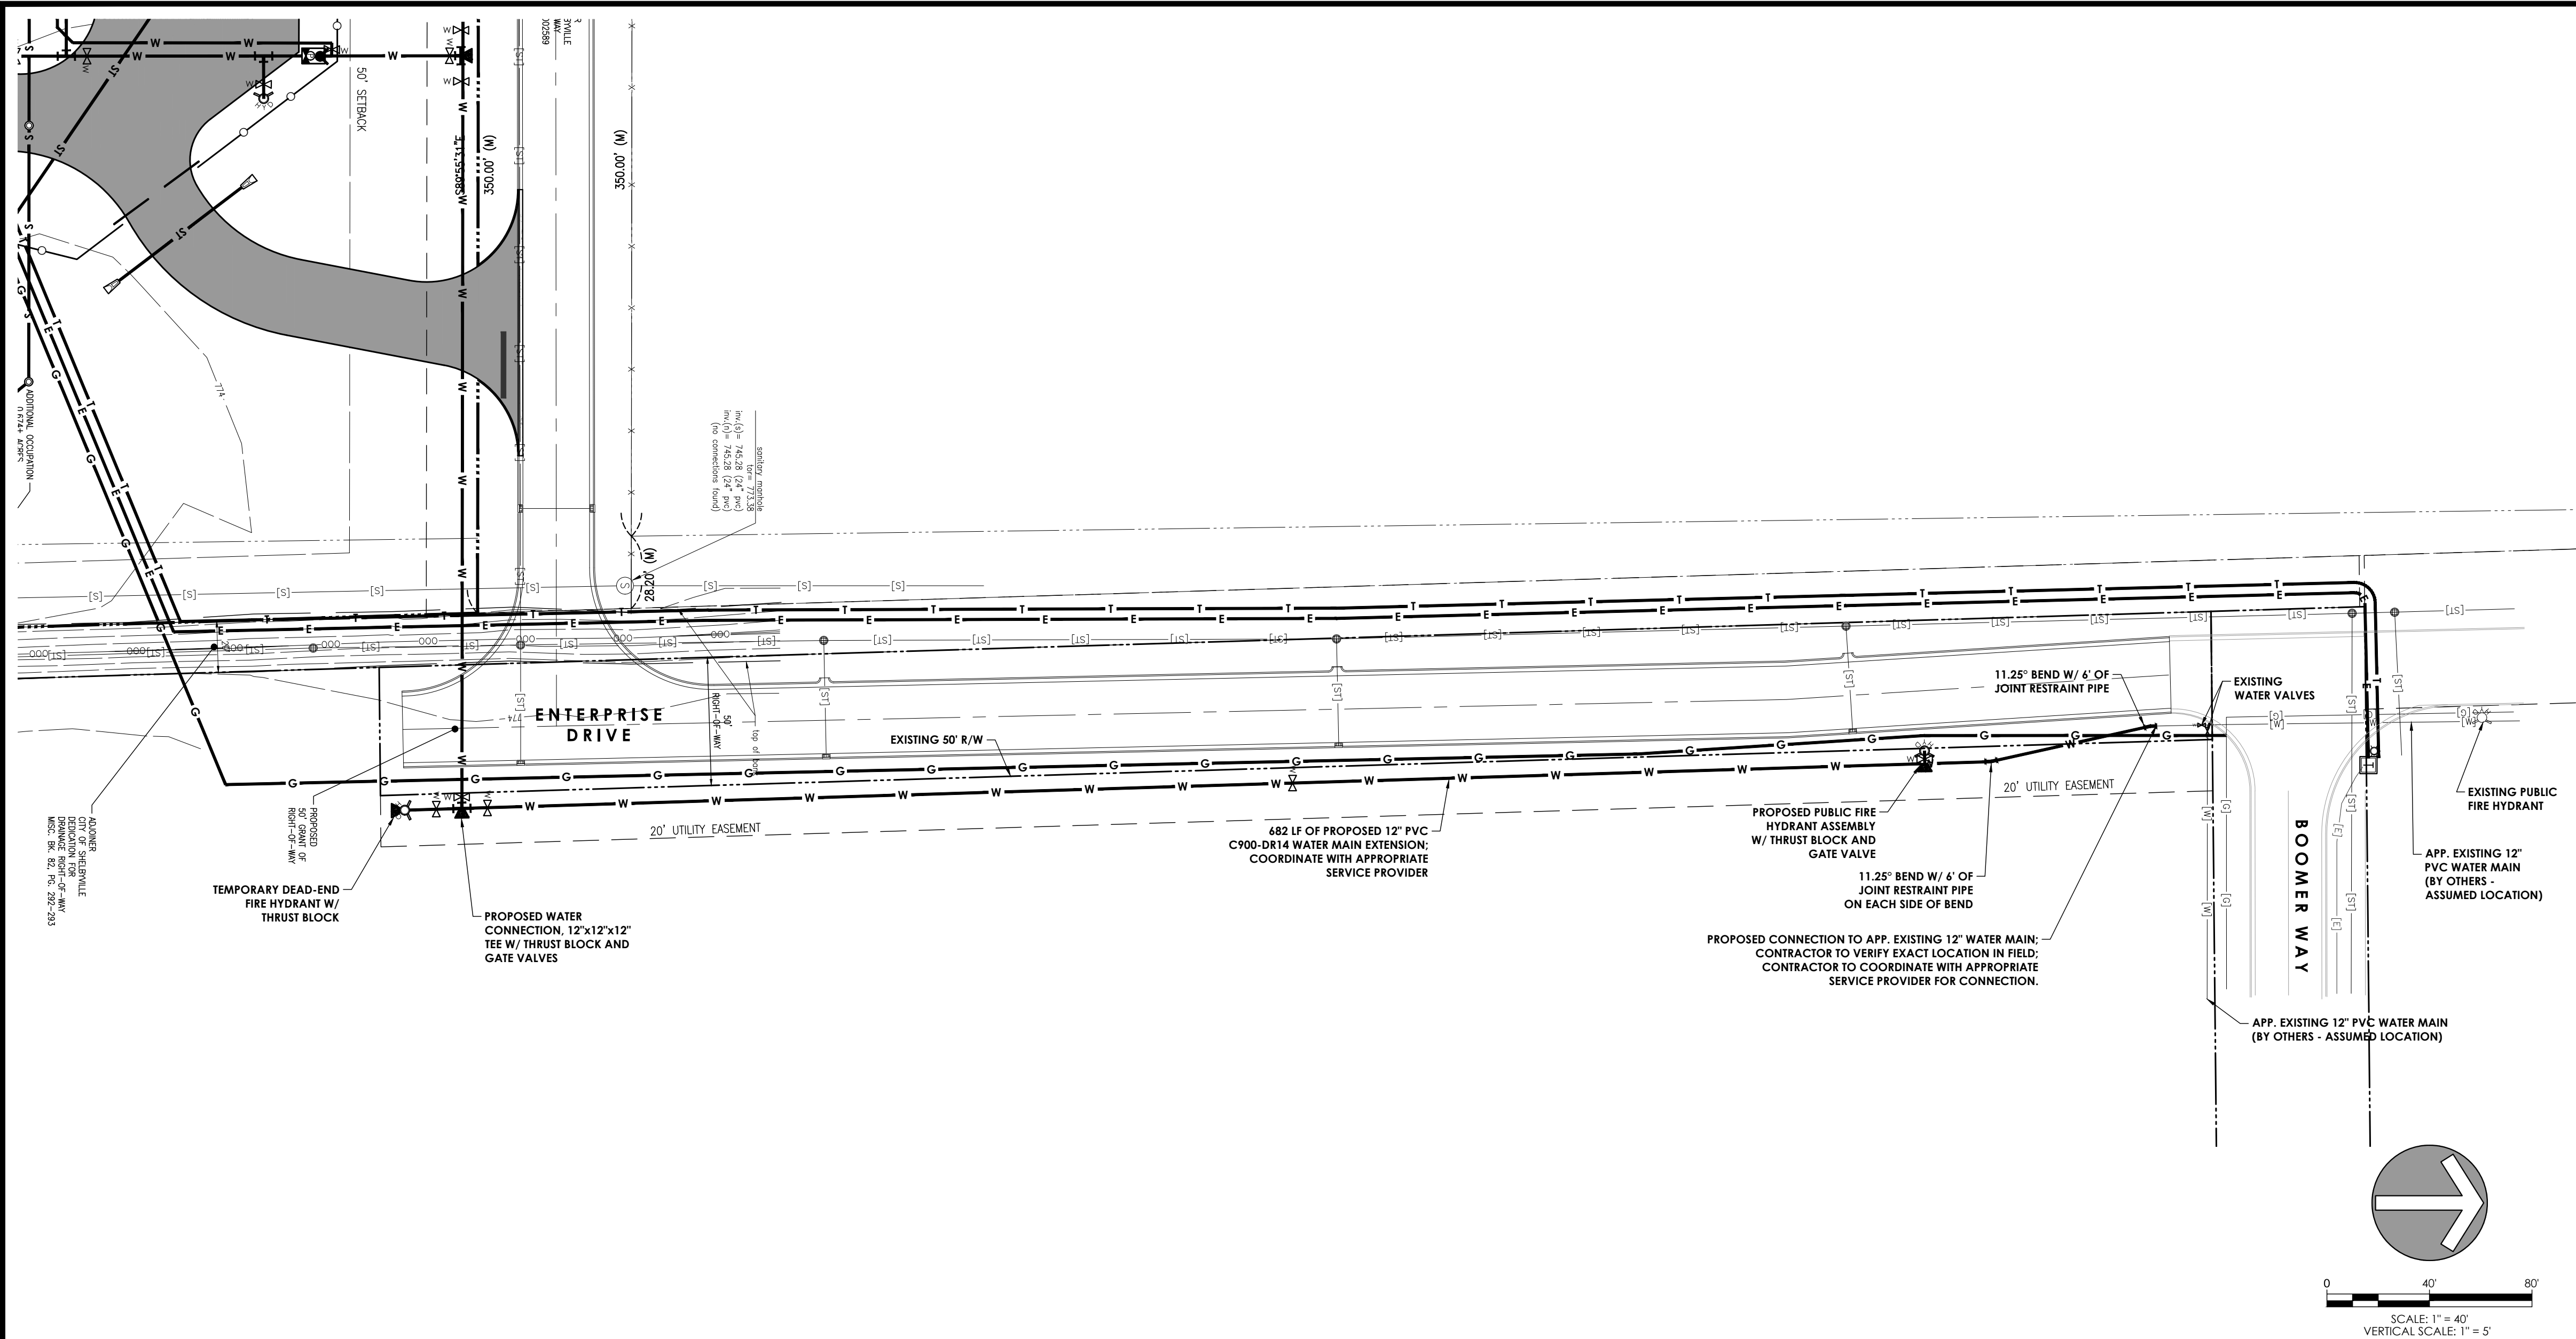 50' SETBACK
S89°55'31"E
350.00' (M)
350.00' (M)
28.20' (M)
774
ADDITIONAL OCCUPATION
sanitary manhole
tor= 773.38
inv.(s)= 745.28 (24" pvc)
inv.(n)= 745.28 (24" pvc)
(no connections found)
ENTERPRISE
DRIVE
774
50'
RIGHT-OF-WAY
top of bank
EXISTING 50' R/W
11.25° BEND W/ 6' OF
JOINT RESTRAINT PIPE
EXISTING
WATER VALVES
20' UTILITY EASEMENT
20' UTILITY EASEMENT
EXISTING PUBLIC
FIRE HYDRANT
PROPOSED
50' GRANT OF
RIGHT-OF-WAY
ADJOINER
CITY OF SHELBYVILLE
DEDICATION FOR
DRAINAGE RIGHT-OF-WAY
MISC. BK. 82, PG. 292-293
TEMPORARY DEAD-END
FIRE HYDRANT W/
THRUST BLOCK
PROPOSED WATER
CONNECTION, 12"x12"x12"
TEE W/ THRUST BLOCK AND
GATE VALVES
682 LF OF PROPOSED 12" PVC
C900-DR14 WATER MAIN EXTENSION;
COORDINATE WITH APPROPRIATE
SERVICE PROVIDER
PROPOSED PUBLIC FIRE
HYDRANT ASSEMBLY
W/ THRUST BLOCK AND
GATE VALVE
11.25° BEND W/ 6' OF
JOINT RESTRAINT PIPE
ON EACH SIDE OF BEND
PROPOSED CONNECTION TO APP. EXISTING 12" WATER MAIN;
CONTRACTOR TO VERIFY EXACT LOCATION IN FIELD;
CONTRACTOR TO COORDINATE WITH APPROPRIATE
SERVICE PROVIDER FOR CONNECTION.
BOOMER WAY
APP. EXISTING 12"
PVC WATER MAIN
(BY OTHERS -
ASSUMED LOCATION)
APP. EXISTING 12" PVC WATER MAIN
(BY OTHERS - ASSUMED LOCATION)
0 40' 80'
SCALE: 1" = 40'
VERTICAL SCALE: 1" = 5'